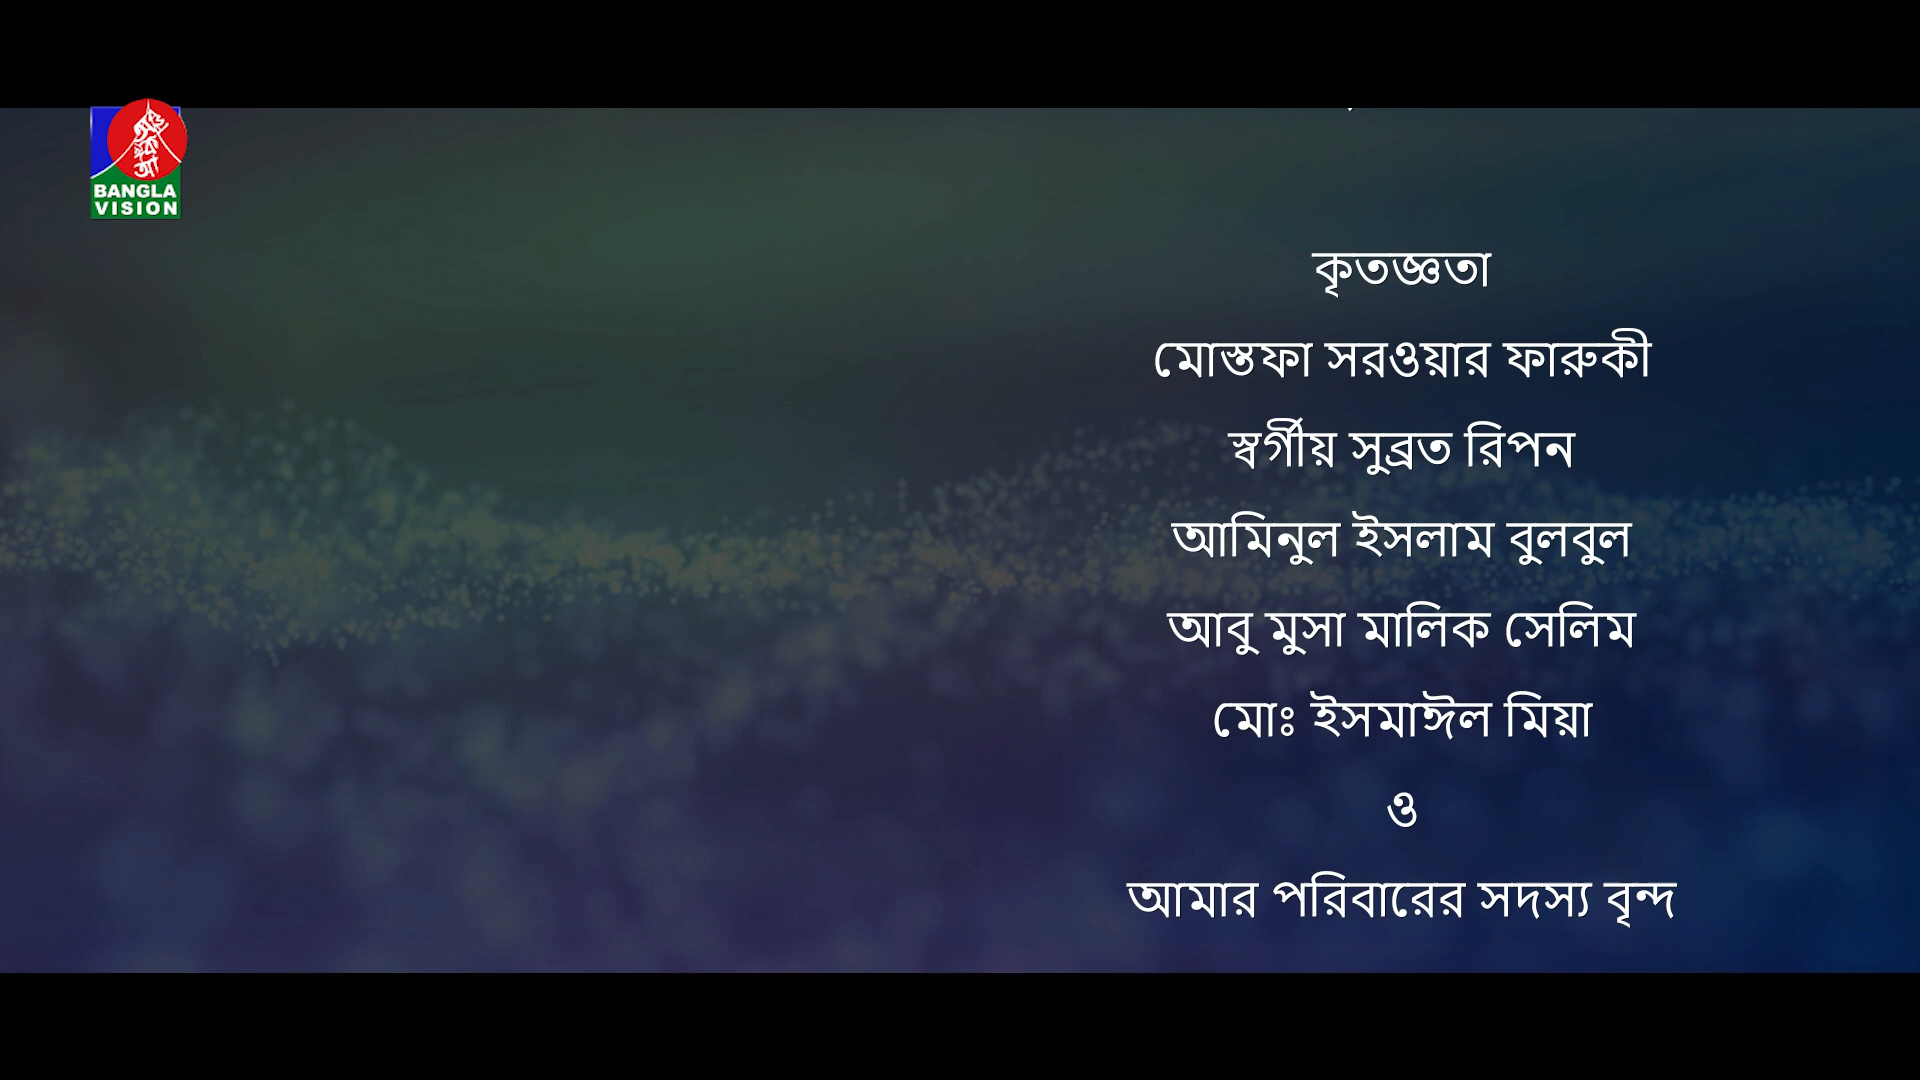 BANGLA
VISION
কৃতজ্ঞতা
মোস্তফা সরওয়ার ফারুকী
স্বর্গীয় সুব্রত রিপন
আমিনুল ইসলাম বুলবুল
আবু মুসা মালিক সেলিম
মোঃ ইসমাঈল মিয়া
ও
আমার পরিবারের সদস্য বৃন্দ